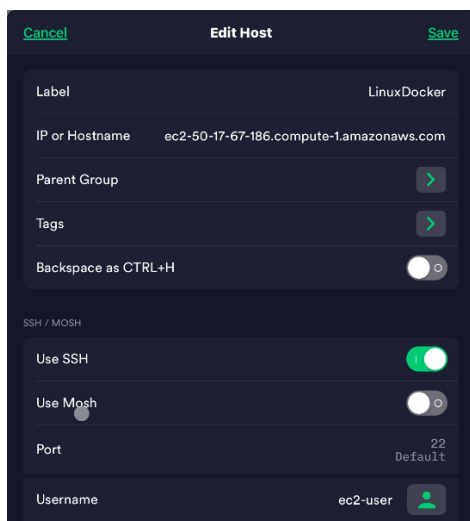 Cancel Edit Host Save
Label LinuxDocker
IP or Hostname ec2-50-17-67-186.compute-1.amazonaws.com
Parent Group
Tags
Backspace as CTRL+H
SSH / MOSH
Use SSH
Use Mosh
Port 22
Default
Username ec2-user